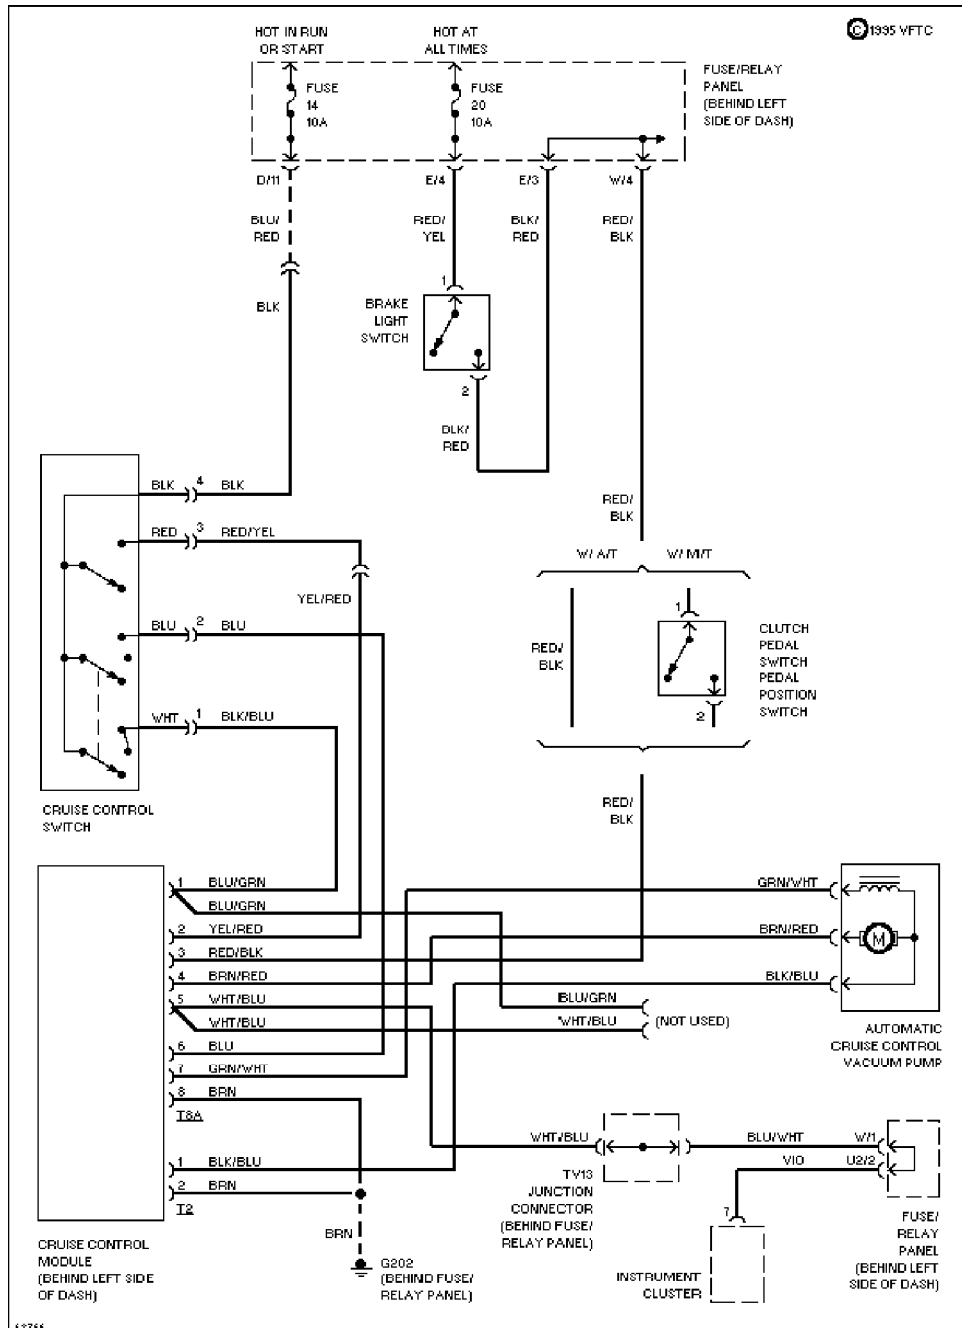 HOT IN RUN
OR START
HOT AT
ALL TIMES
© 1995 VFTC
FUSE
14
10A
FUSE
20
10A
FUSE/RELAY
PANEL
(BEHIND LEFT
SIDE OF DASH)
D/11
E/4
E/3
W/4
BLU/
RED
RED/
YEL
BLK/
RED
RED/
BLK
BLK
1
BRAKE
LIGHT
SWITCH
2
BLK/
RED
BLK 4 BLK
RED 3 RED/YEL
YEL/RED
BLU 2 BLU
WHT 1 BLK/BLU
CRUISE CONTROL
SWITCH
RED/
BLK
W/ A/T
W/ M/T
RED/
BLK
1
2
CLUTCH
PEDAL
SWITCH
PEDAL
POSITION
SWITCH
RED/
BLK
1 BLU/GRN
BLU/GRN
2 YEL/RED
3 RED/BLK
4 BRN/RED
5 WHT/BLU
WHT/BLU
6 BLU
7 GRN/WHT
8 BRN
T8A
1 BLK/BLU
2 BRN
T2
GRN/WHT
BRN/RED
M
BLK/BLU
BLU/GRN
WHT/BLU
(NOT USED)
AUTOMATIC
CRUISE CONTROL
VACUUM PUMP
WHT/BLU
BLU/WHT
W/1
VIO
U2/2
TV13
JUNCTION
CONNECTOR
(BEHIND FUSE/
RELAY PANEL)
7
INSTRUMENT
CLUSTER
FUSE/
RELAY
PANEL
(BEHIND LEFT
SIDE OF DASH)
BRN
G202
(BEHIND FUSE/
RELAY PANEL)
CRUISE CONTROL
MODULE
(BEHIND LEFT SIDE
OF DASH)